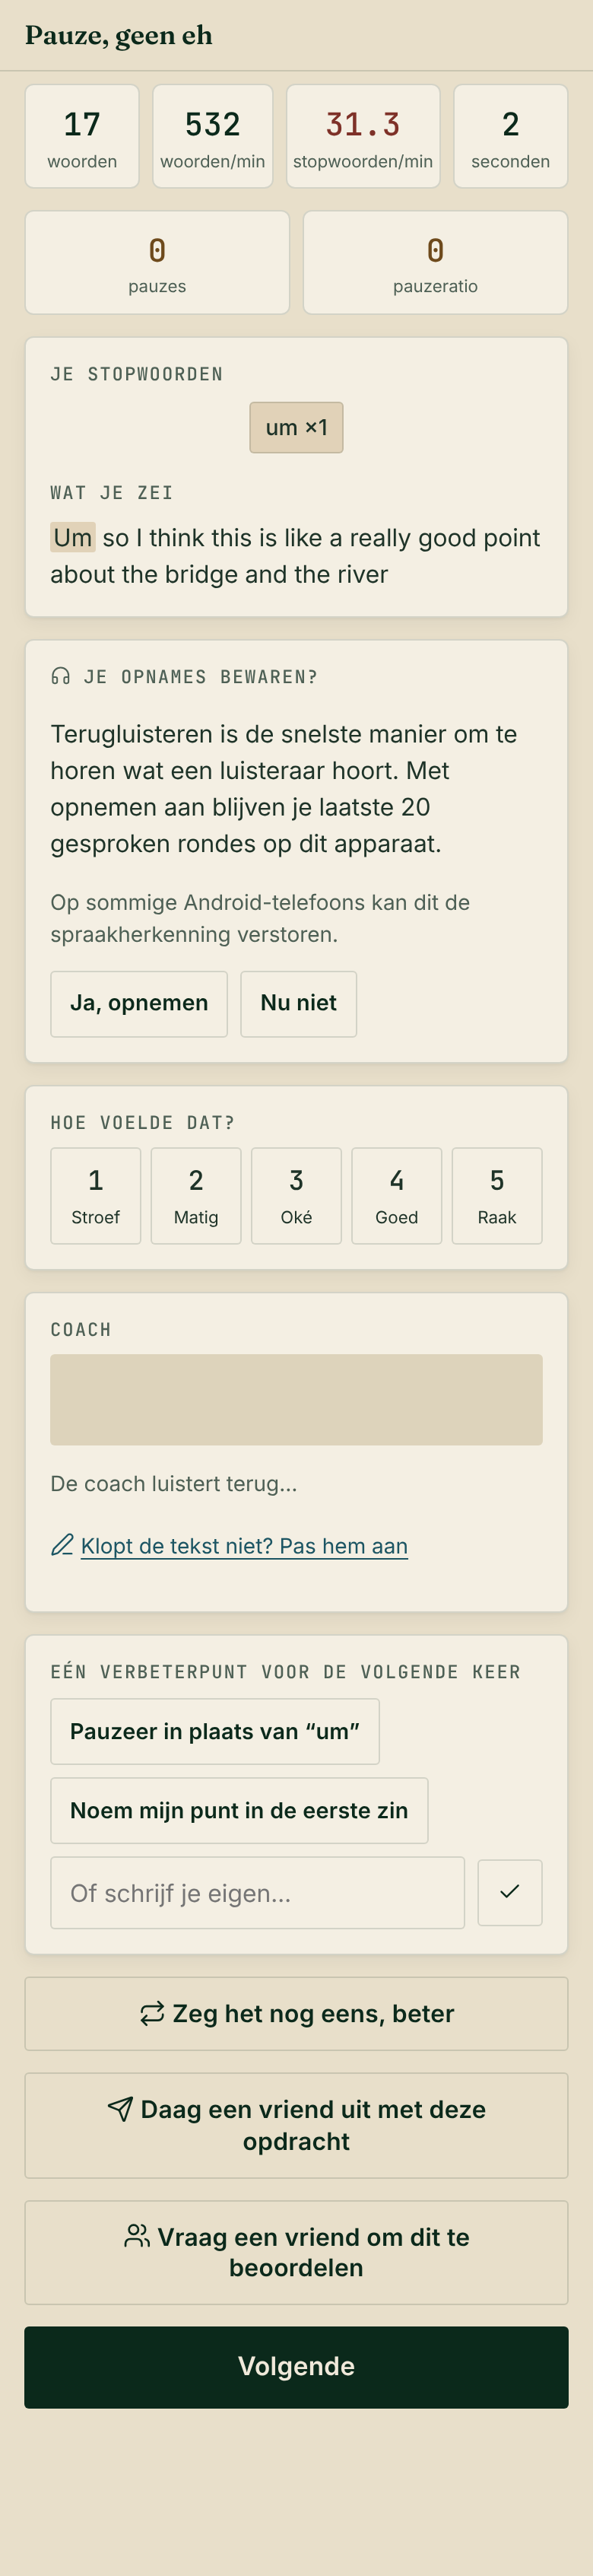 Pauze, geen eh
17
woorden
532
woorden/min
31.3
stopwoorden/min
2
seconden
0
pauzes
0
pauzeratio
JE STOPWOORDEN
um ×1
WAT JE ZEI
Um so I think this is like a really good point
about the bridge and the river
JE OPNAMES BEWAREN?
Terugluisteren is de snelste manier om te
horen wat een luisteraar hoort. Met
opnemen aan blijven je laatste 20
gesproken rondes op dit apparaat.
Op sommige Android-telefoons kan dit de
spraakherkenning verstoren.
Ja, opnemen
Nu niet
HOE VOELDE DAT?
1
Stroef
2
Matig
3
Oké
4
Goed
5
Raak
COACH
De coach luistert terug...
Klopt de tekst niet? Pas hem aan
EÉN VERBETERPUNT VOOR DE VOLGENDE KEER
Pauzeer in plaats van “um”
Noem mijn punt in de eerste zin
Of schrijf je eigen...
Zeg het nog eens, beter
Daag een vriend uit met deze
opdracht
Vraag een vriend om dit te
beoordelen
Volgende